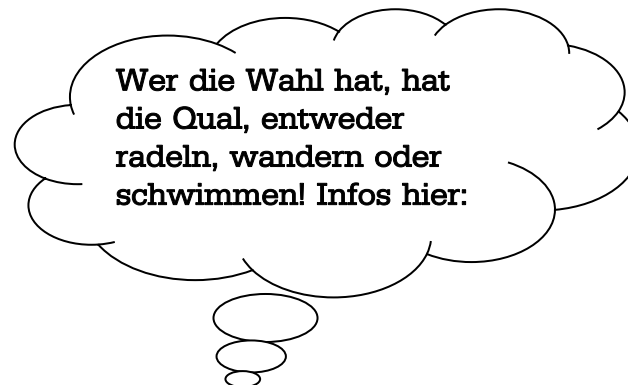 Wer die Wahl hat, hat
die Qual, entweder
radeln, wandern oder
schwimmen! Infos hier: